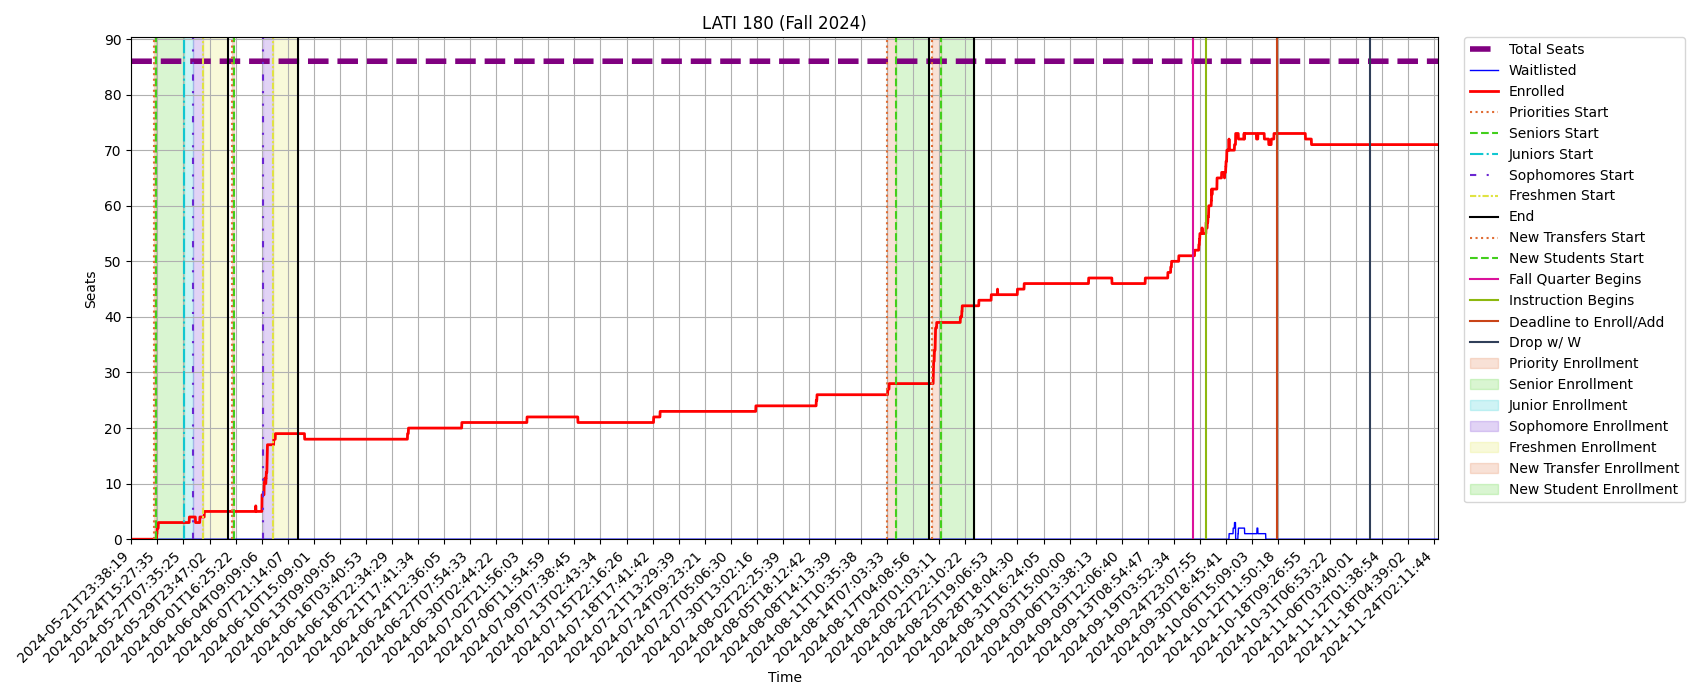 LATI 180 (Fall 2024)
90
80
70
60
50
40
30
20
10
0
Seats
2024-05-21T23:38:19
2024-05-24T15:27:35
2024-05-27T07:35:25
2024-05-29T23:47:02
2024-06-01T16:25:22
2024-06-04T09:09:06
2024-06-07T21:14:07
2024-06-10T15:09:01
2024-06-13T09:09:05
2024-06-16T03:40:53
2024-06-18T22:34:29
2024-06-21T17:41:34
2024-06-24T12:36:05
2024-06-27T07:54:33
2024-06-30T02:44:22
2024-07-02T21:56:03
2024-07-06T11:54:59
2024-07-09T07:38:45
2024-07-13T02:43:34
2024-07-15T22:16:26
2024-07-18T17:41:42
2024-07-21T13:29:39
2024-07-24T09:23:21
2024-07-27T05:06:30
2024-07-30T13:02:16
2024-08-02T22:25:39
2024-08-05T18:12:42
2024-08-08T14:13:39
2024-08-11T10:35:38
2024-08-14T07:03:33
2024-08-17T04:08:56
2024-08-20T01:03:11
2024-08-22T22:10:22
2024-08-25T19:06:53
2024-08-28T18:04:30
2024-08-31T16:24:05
2024-09-03T15:00:00
2024-09-06T13:38:13
2024-09-09T12:06:40
2024-09-13T08:54:47
2024-09-19T03:52:34
2024-09-24T23:07:55
2024-09-30T18:45:41
2024-10-06T15:09:03
2024-10-12T11:50:18
2024-10-18T09:26:55
2024-10-31T06:53:22
2024-11-06T03:40:01
2024-11-12T01:38:54
2024-11-18T04:39:02
2024-11-24T02:11:44
Time
Total Seats
Waitlisted
Enrolled
Priorities Start
Seniors Start
Juniors Start
Sophomores Start
Freshmen Start
End
New Transfers Start
New Students Start
Fall Quarter Begins
Instruction Begins
Deadline to Enroll/Add
Drop w/ W
Priority Enrollment
Senior Enrollment
Junior Enrollment
Sophomore Enrollment
Freshmen Enrollment
New Transfer Enrollment
New Student Enrollment